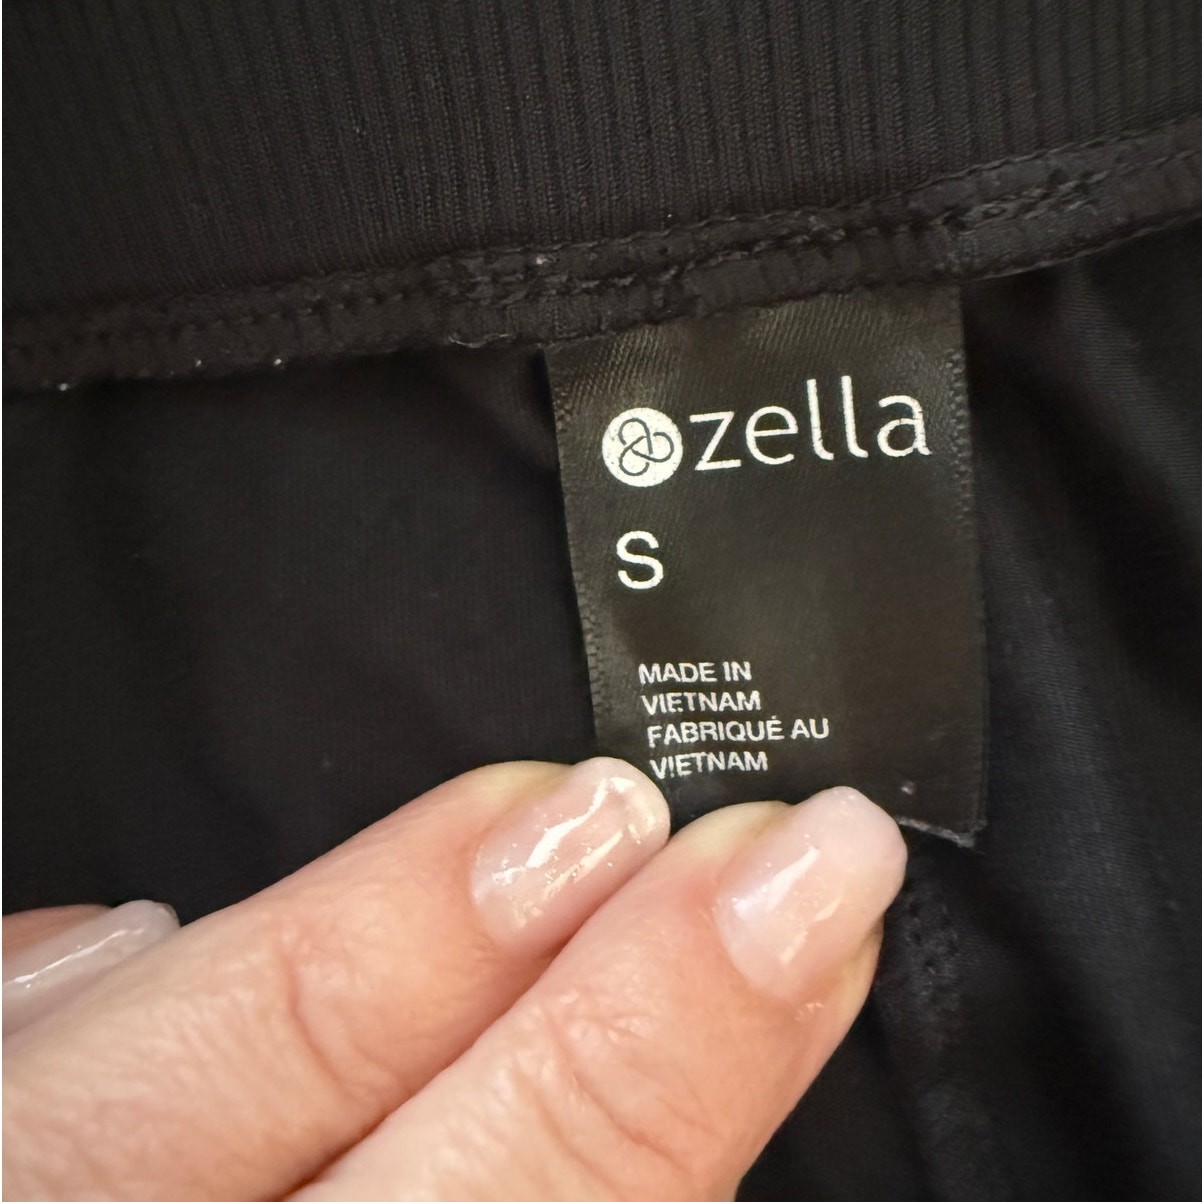 zella
S
MADE IN
VIETNAM
FABRIQUÉ AU
VIETNAM